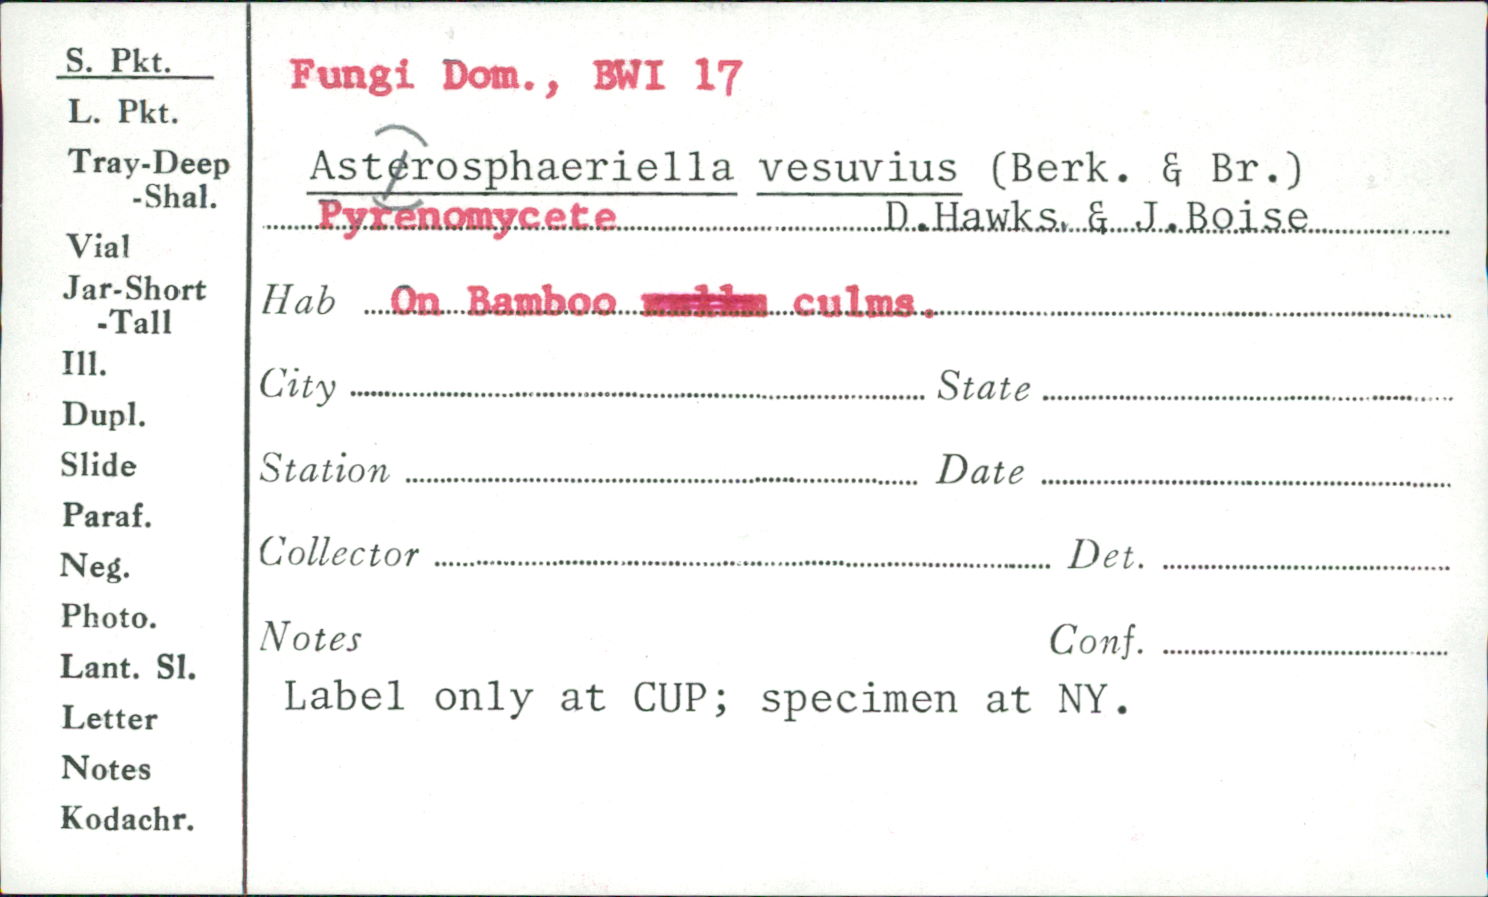 S. Pkt.
L. Pkt.
Tray-Deep
-Shal.
Vial
Jar-Short
-Tall
Ill.
Dupl.
Slide
Paraf.
Neg.
Photo.
Lant. Sl.
Letter
Notes
Kodachr.
Fungi Dom., BWI 17
Asterosphaeriella vesuvius (Berk. & Br.)
Pyrenomycete D.Hawks. & J.Boise
Hab On Bamboo culms.
City State
Station Date
Collector Det.
Notes Conf.
Label only at CUP; specimen at NY.